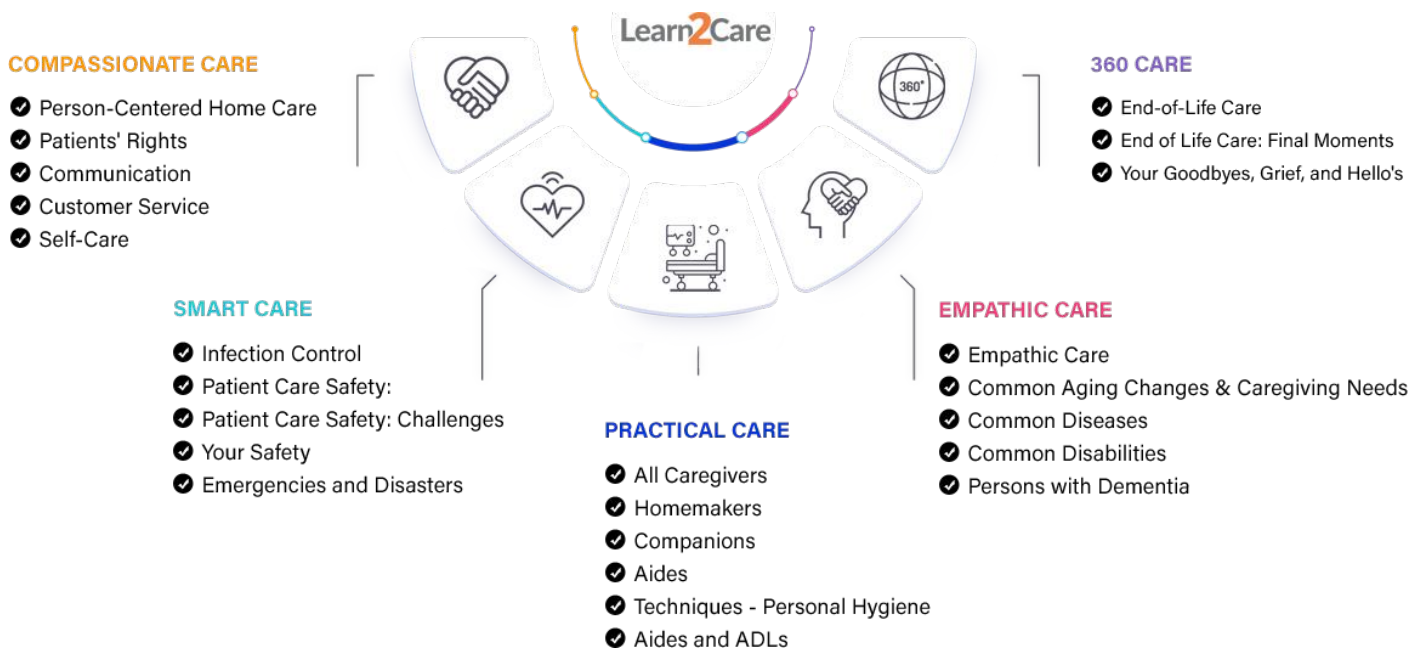 Learn2Care
COMPASSIONATE CARE
Person-Centered Home Care
Patients' Rights
Communication
Customer Service
Self-Care
SMART CARE
Infection Control
Patient Care Safety:
Patient Care Safety: Challenges
Your Safety
Emergencies and Disasters
PRACTICAL CARE
All Caregivers
Homemakers
Companions
Aides
Techniques - Personal Hygiene
Aides and ADLs
EMPATHIC CARE
Empathic Care
Common Aging Changes & Caregiving Needs
Common Diseases
Common Disabilities
Persons with Dementia
360°
360 CARE
End-of-Life Care
End of Life Care: Final Moments
Your Goodbyes, Grief, and Hello's